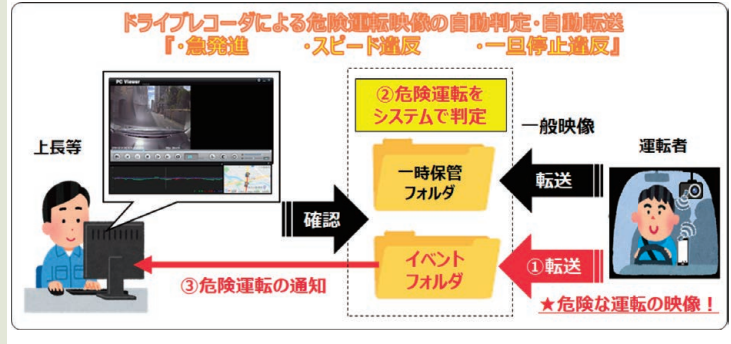 ドライブレコーダによる危険運転映像の自動判定・自動転送
『・急発進 ・スピード違反 ・一旦停止違反』
PC Viewer
②危険運転を
システムで判定
一般映像
上長等
運転者
一時保管
フォルダ
転送
確認
イベント
フォルダ
①転送
③危険運転の通知
★危険な運転の映像！